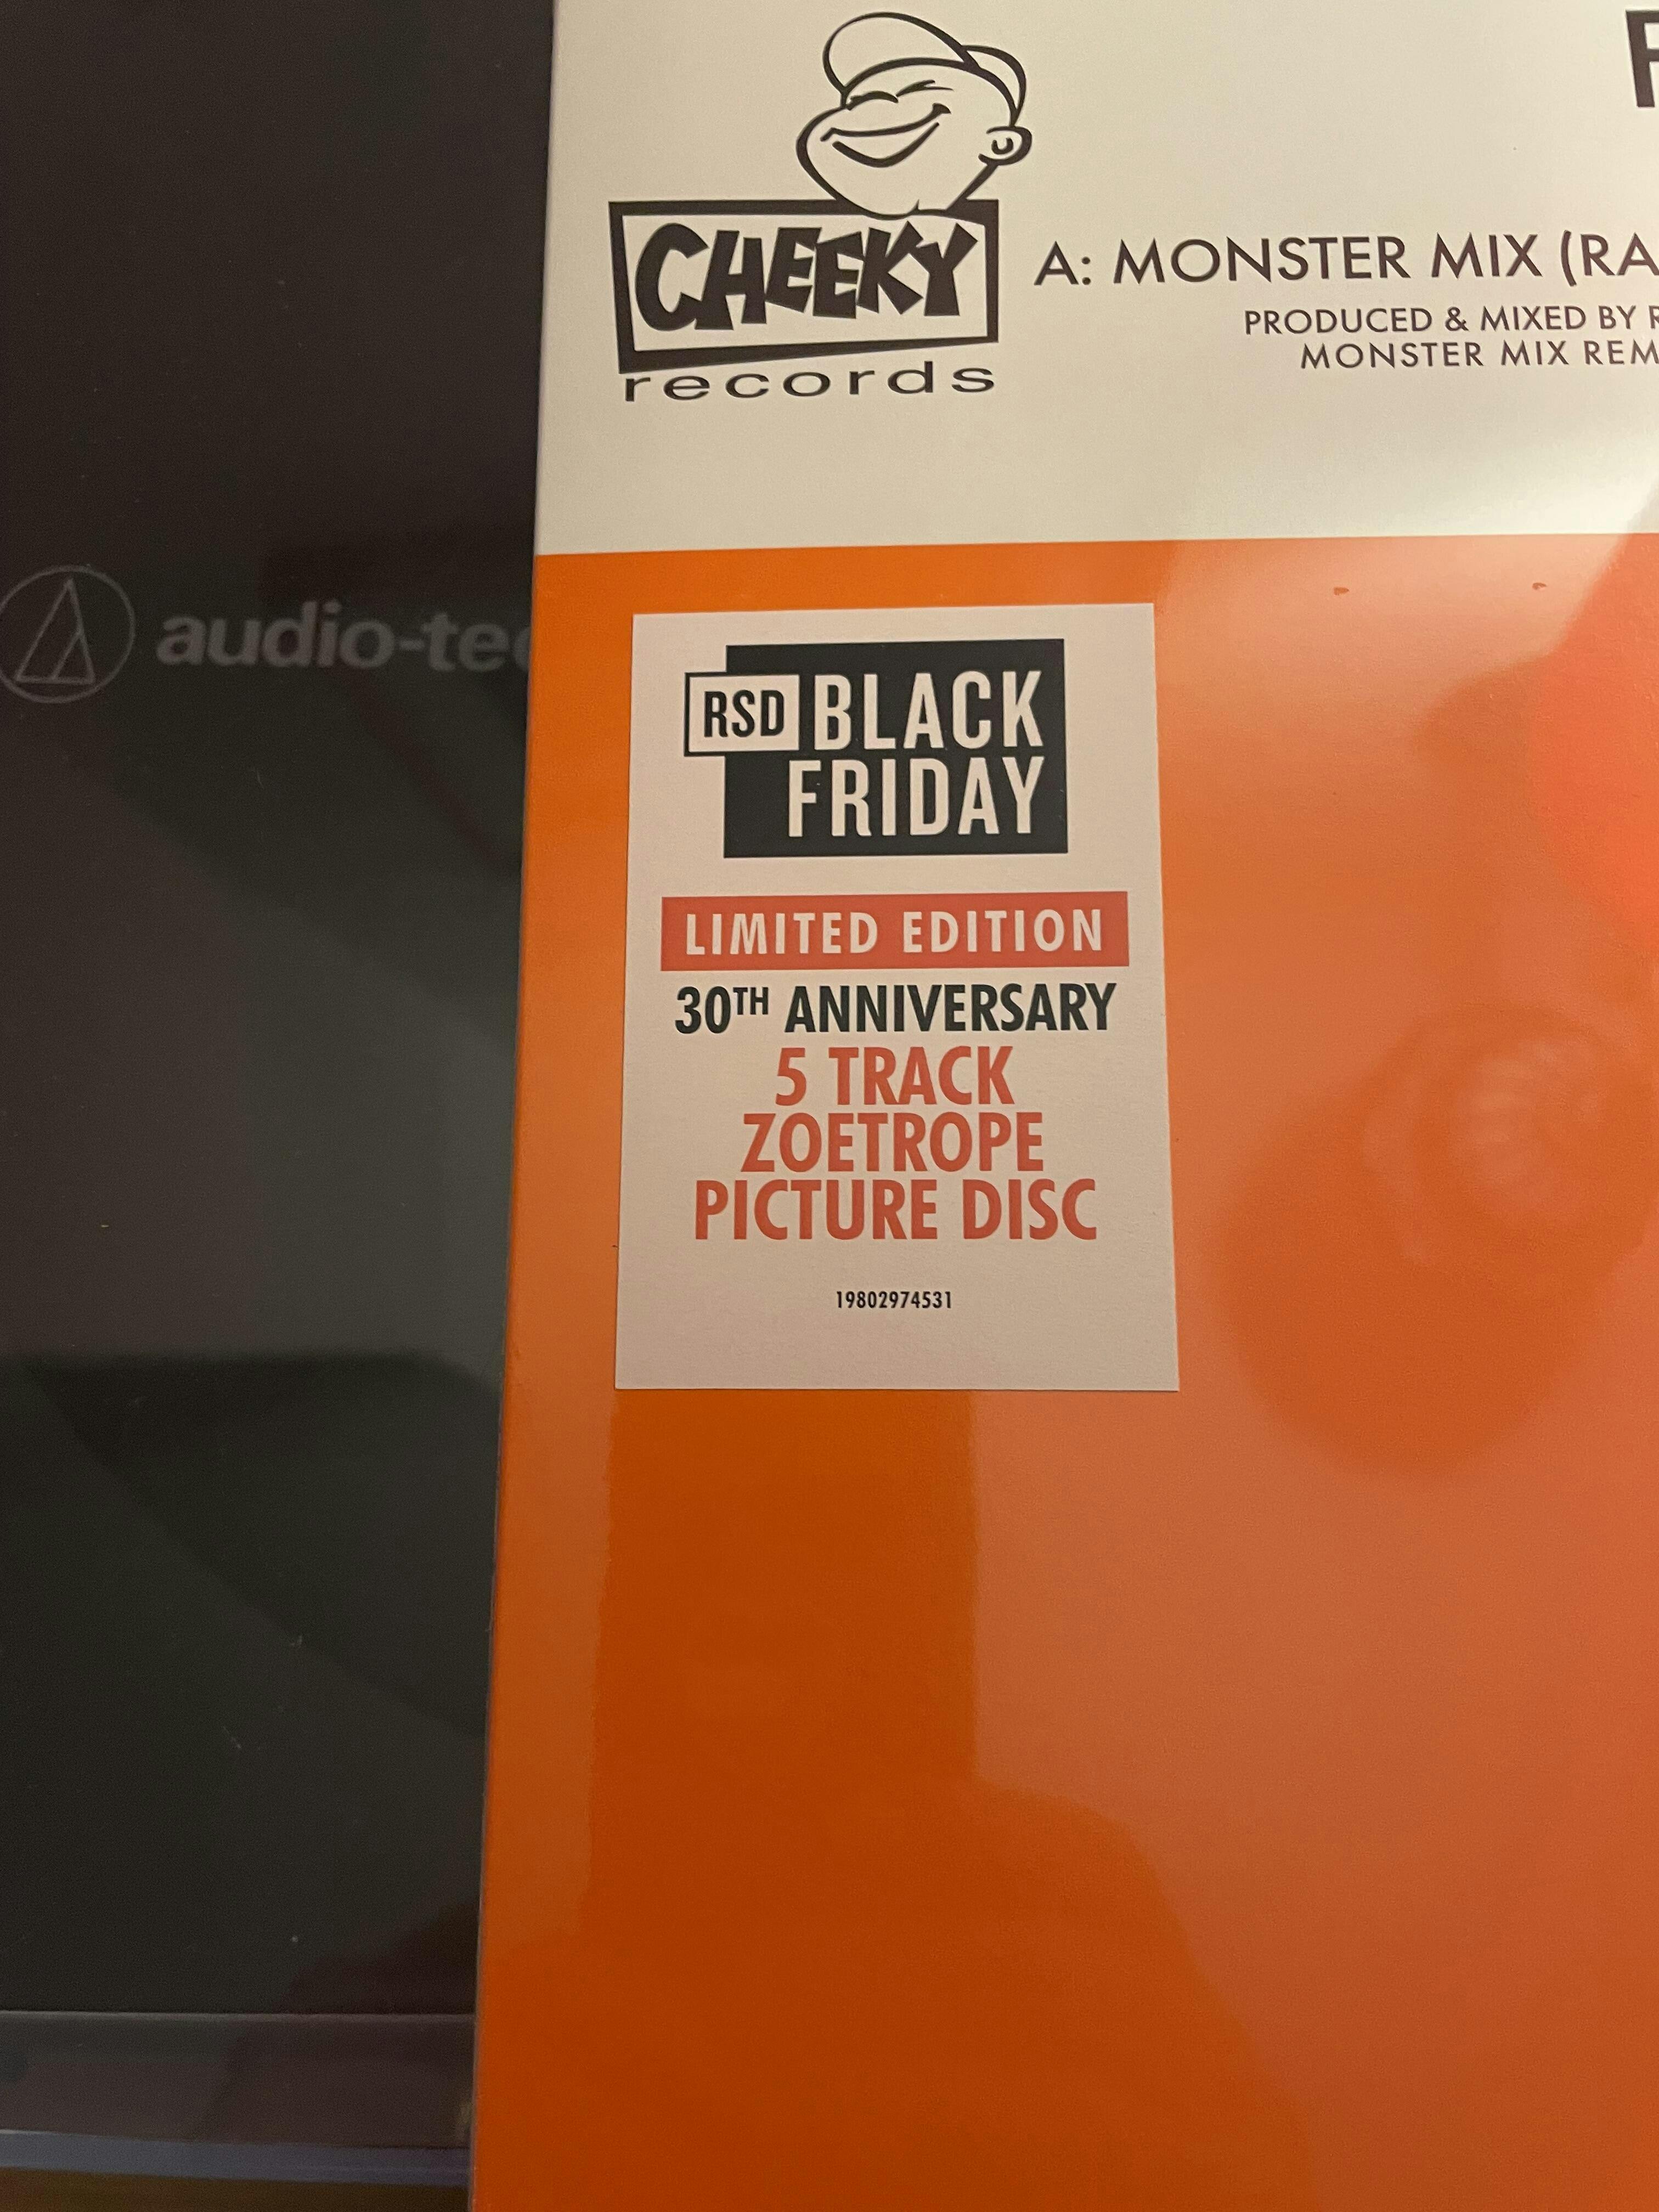 CHEEKY
records
A: MONSTER MIX (RA
PRODUCED & MIXED BY
MONSTER MIX REM
audio-tec
RSD BLACK
FRIDAY
LIMITED EDITION
30TH ANNIVERSARY
5 TRACK
ZOETROPE
PICTURE DISC
19802974531